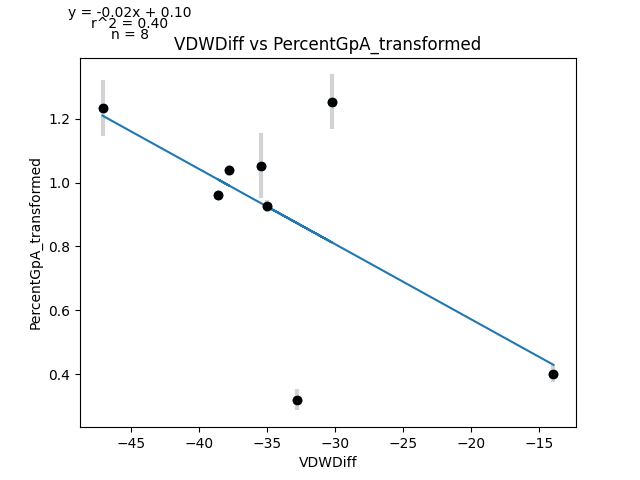 y = -0.02x + 0.10
r^2 = 0.40
n = 8
VDWDiff vs PercentGpA_transformed
PercentGpA_transformed
1.2
1.0
0.8
0.6
0.4
−45 −40 −35 −30 −25 −20 −15
VDWDiff